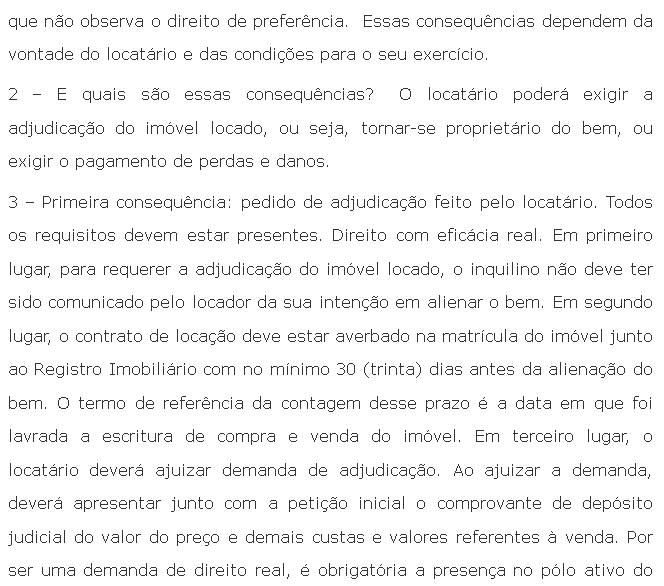 que não observa o direito de preferência.  Essas consequências dependem da
vontade do locatário e das condições para o seu exercício.
2 – E quais são essas consequências?  O locatário poderá exigir a
adjudicação do imóvel locado, ou seja, tornar-se proprietário do bem, ou
exigir o pagamento de perdas e danos.
3 – Primeira consequência: pedido de adjudicação feito pelo locatário. Todos
os requisitos devem estar presentes. Direito com eficácia real. Em primeiro
lugar, para requerer a adjudicação do imóvel locado, o inquilino não deve ter
sido comunicado pelo locador da sua intenção em alienar o bem. Em segundo
lugar, o contrato de locação deve estar averbado na matrícula do imóvel junto
ao Registro Imobiliário com no mínimo 30 (trinta) dias antes da alienação do
bem. O termo de referência da contagem desse prazo é a data em que foi
lavrada a escritura de compra e venda do imóvel. Em terceiro lugar, o
locatário deverá ajuizar demanda de adjudicação. Ao ajuizar a demanda,
deverá apresentar junto com a petição inicial o comprovante de depósito
judicial do valor do preço e demais custas e valores referentes à venda. Por
ser uma demanda de direito real, é obrigatória a presença no pólo ativo do